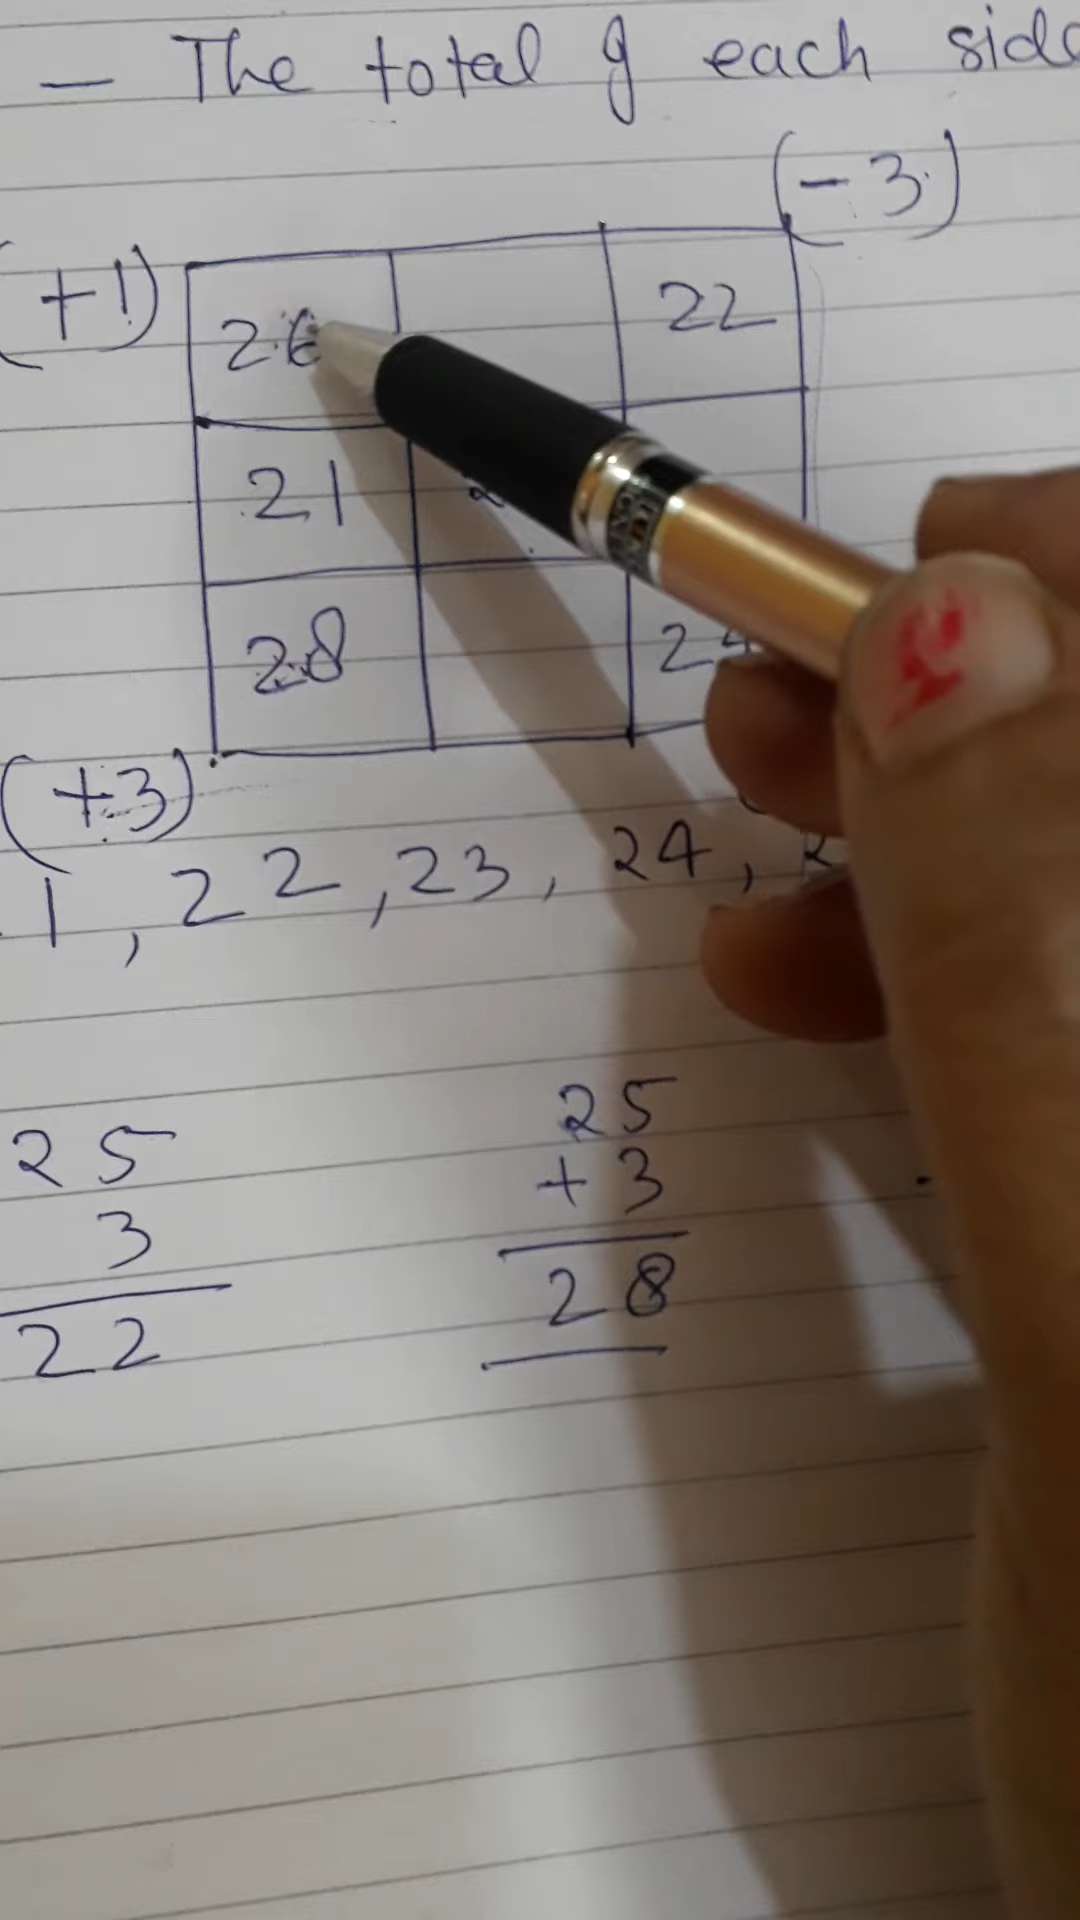 — The total of each side
(- 3)
(+1) 26 22
21
28 24
(+3)
1, 22, 23, 24,
25 25
3 + 3
22 28